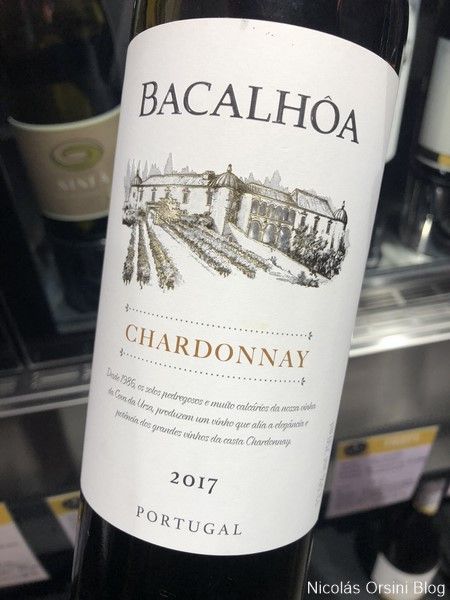 BACALHÔA
CHARDONNAY
Desde 1986, os solos pedregosos e muito calcários da nossa vinha
da Cova da Ursa, produzem um vinho que alia a elegância e
potência dos grandes vinhos da casta Chardonnay.
2017
PORTUGAL
Nicolás Orsini Blog